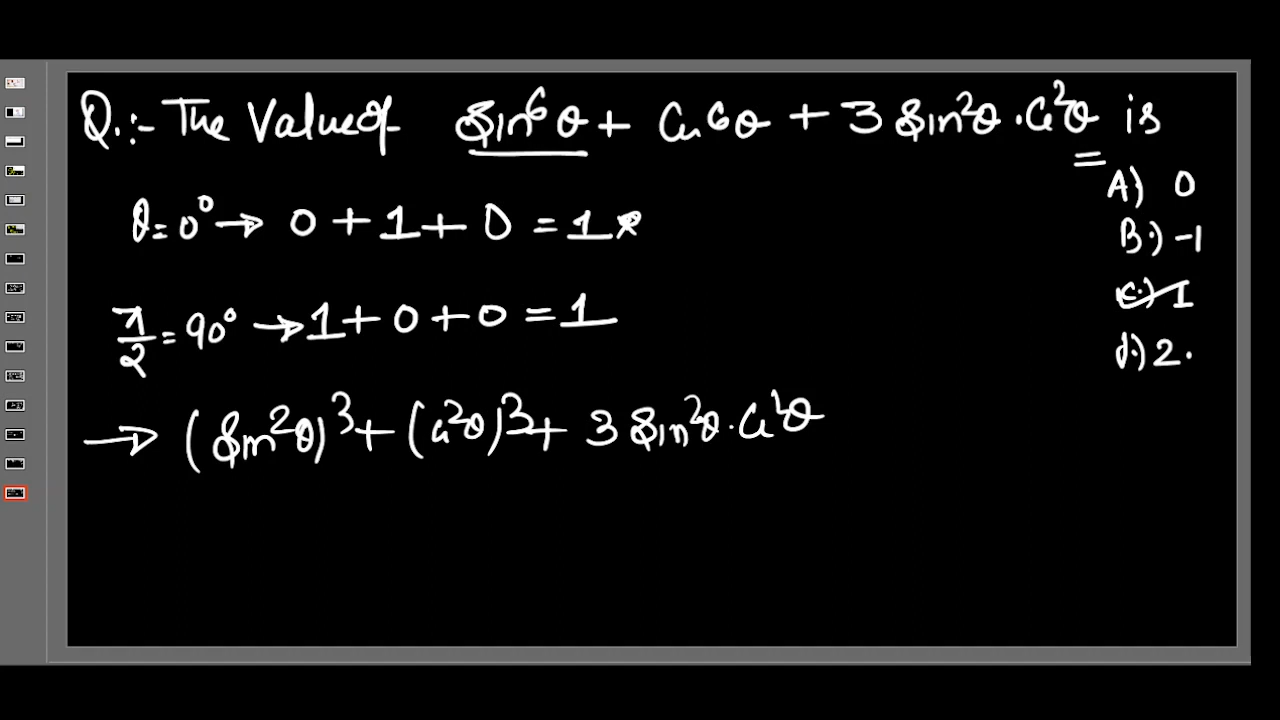 Q.:- The Value of sin⁶θ + cos⁶θ + 3 sin²θ . cos²θ is
A) 0
θ = 0° → 0 + 1 + 0 = 1
B.) -1
C.) 1
π/2 = 90° → 1 + 0 + 0 = 1
d.) 2.
→ (sin²θ)³ + (cos²θ)³ + 3 sin²θ . cos²θ